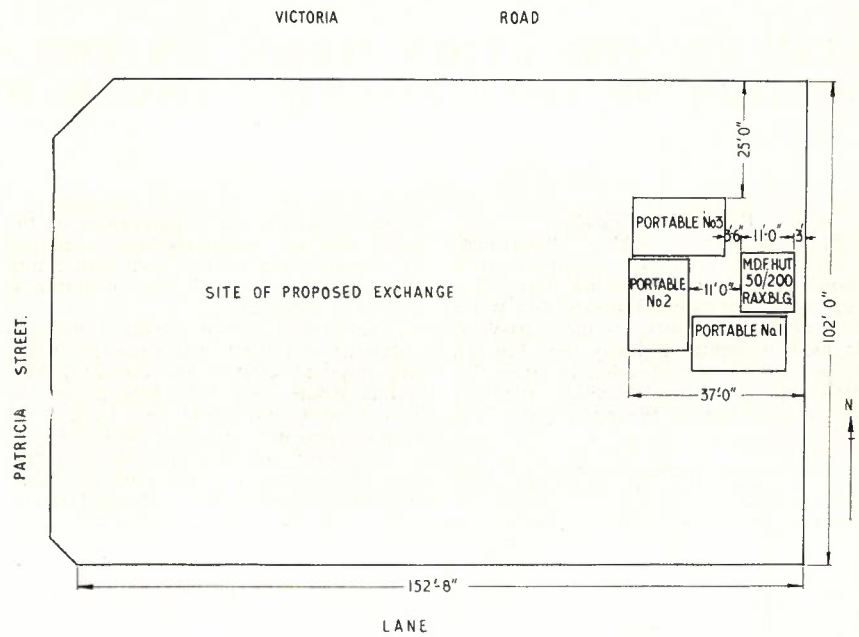 VICTORIA ROAD
25'0"
PORTABLE No3
3'6" 11'-0" 3'
M.D.F. HUT
50/200
RAX.BLG.
SITE OF PROPOSED EXCHANGE
PORTABLE
No2
11'0"
PORTABLE No1
102' 0"
37'-0"
N
PATRICIA STREET.
152'-8"
LANE